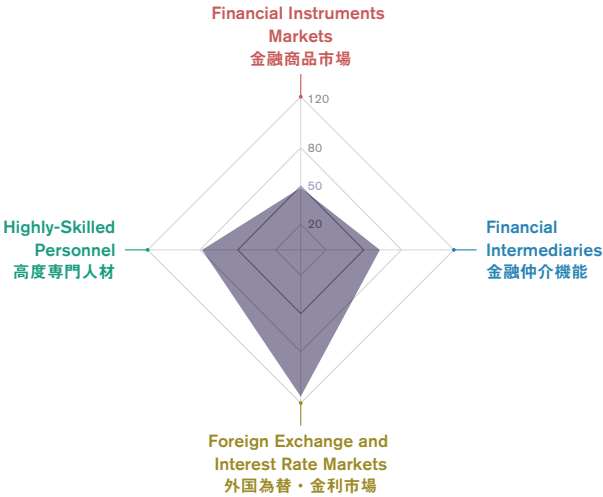 Financial Instruments
Markets
金融商品市場
120
80
50
20
Highly-Skilled
Personnel
高度専門人材
Financial
Intermediaries
金融仲介機能
Foreign Exchange and
Interest Rate Markets
外国為替・金利市場